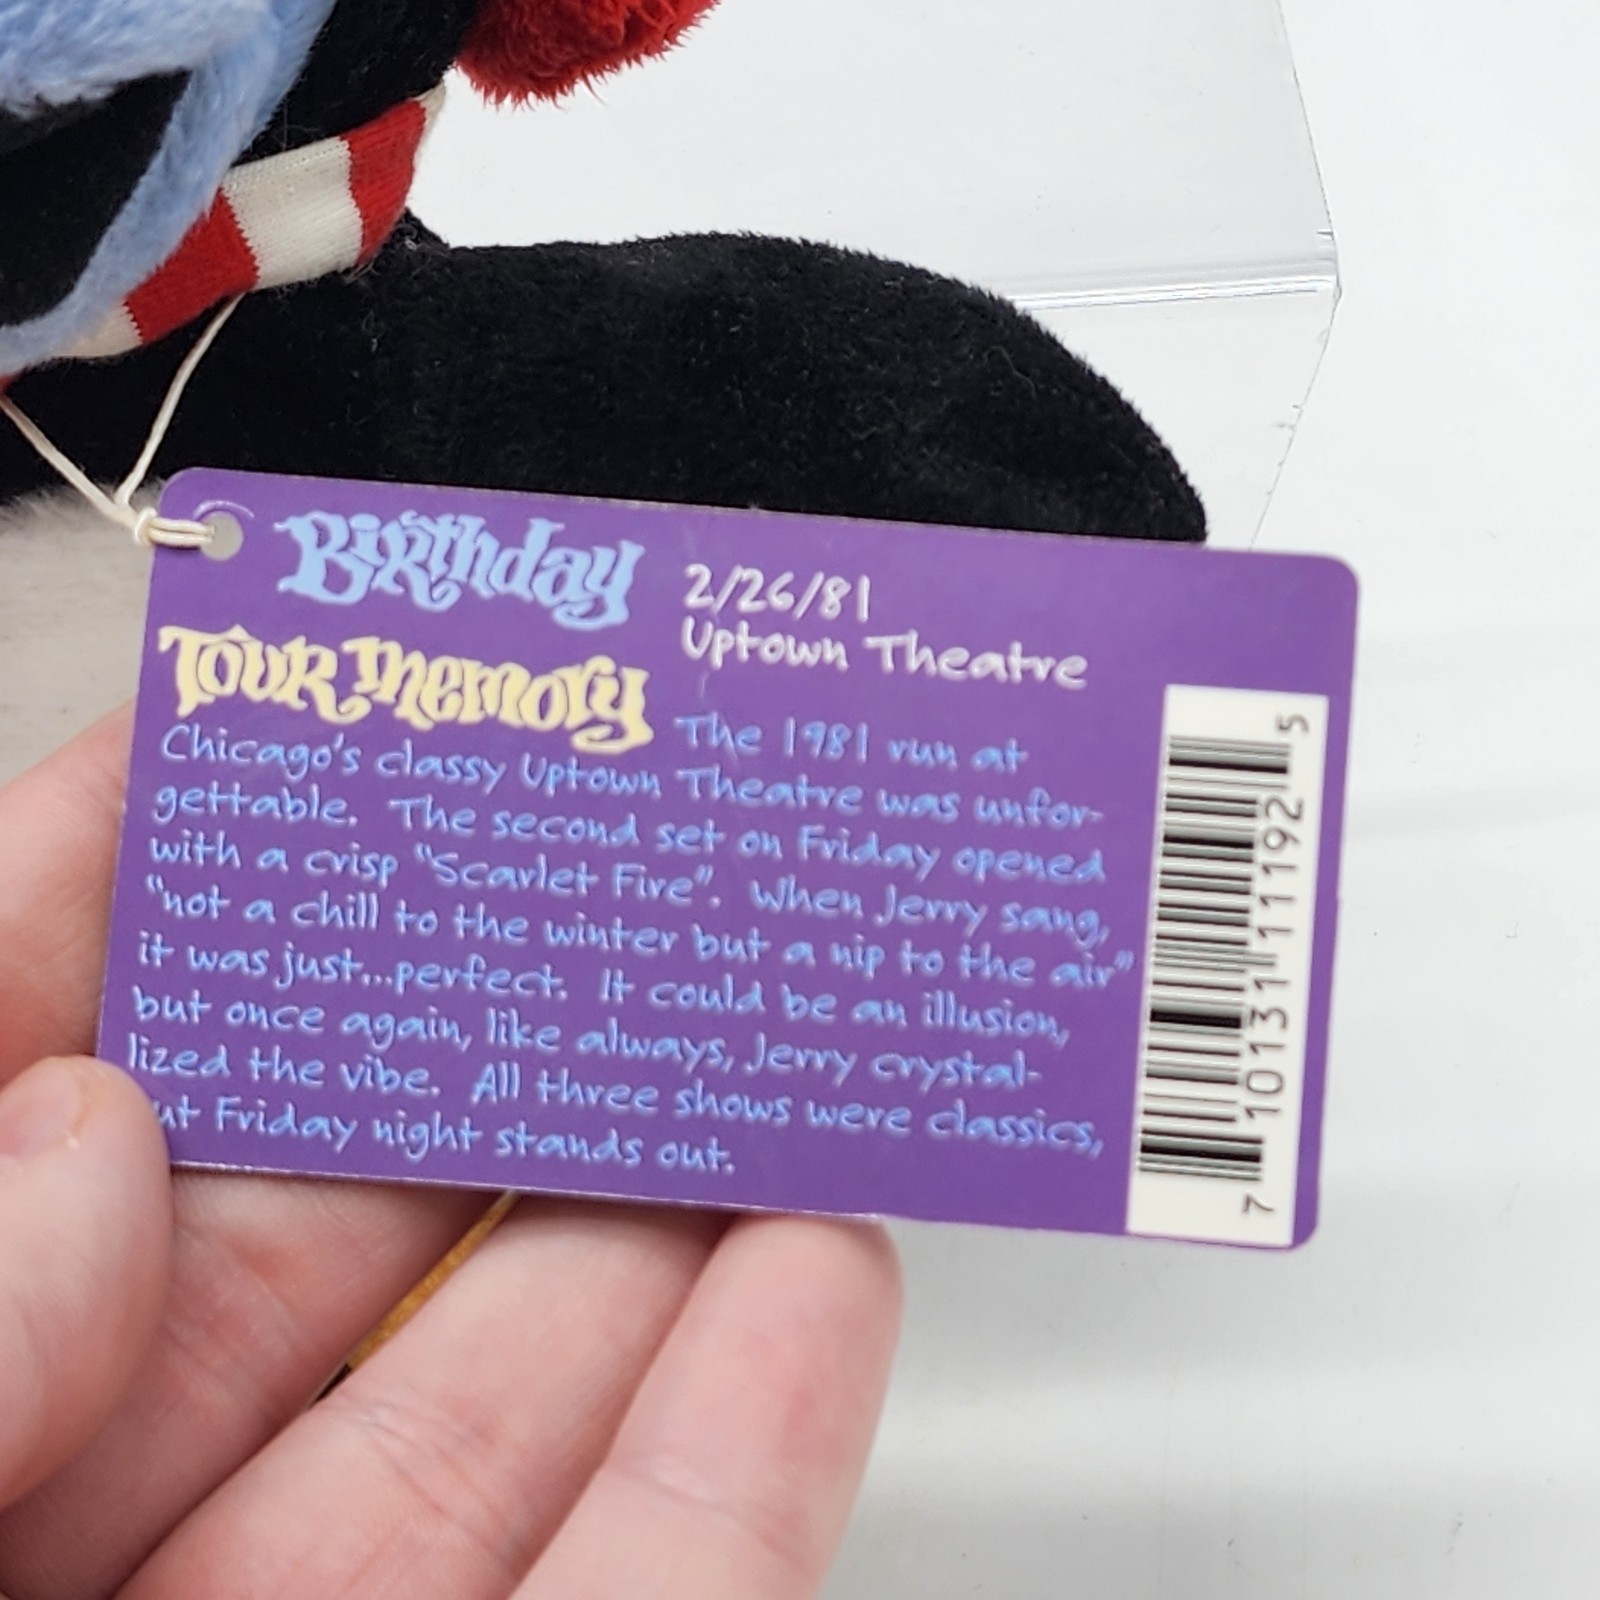 Birthday
2/26/81
Uptown Theatre
Tour Memory
The 1981 run at
Chicago's classy Uptown Theatre was unfor-
gettable. The second set on Friday opened
with a crisp "Scarlet Fire". When Jerry sang,
"not a chill to the winter but a nip to the air"
it was just...perfect. It could be an illusion,
but once again, like always, Jerry crystal-
lized the vibe. All three shows were classics,
ut Friday night stands out.
7 10131 11192 5